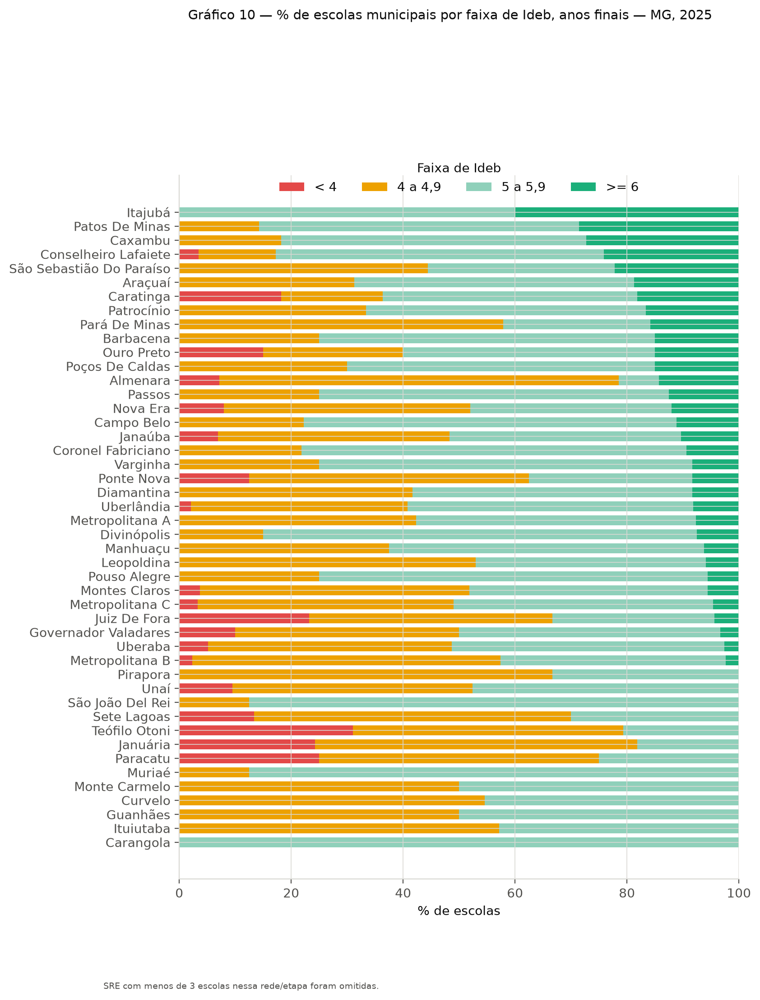 Gráfico 10 — % de escolas municipais por faixa de Ideb, anos finais — MG, 2025
Faixa de Ideb
< 4 4 a 4,9 5 a 5,9 >= 6
Itajubá
Patos De Minas
Caxambu
Conselheiro Lafaiete
São Sebastião Do Paraíso
Araçuaí
Caratinga
Patrocínio
Pará De Minas
Barbacena
Ouro Preto
Poços De Caldas
Almenara
Passos
Nova Era
Campo Belo
Janaúba
Coronel Fabriciano
Varginha
Ponte Nova
Diamantina
Uberlândia
Metropolitana A
Divinópolis
Manhuaçu
Leopoldina
Pouso Alegre
Montes Claros
Metropolitana C
Juiz De Fora
Governador Valadares
Uberaba
Metropolitana B
Pirapora
Unaí
São João Del Rei
Sete Lagoas
Teófilo Otoni
Januária
Paracatu
Muriaé
Monte Carmelo
Curvelo
Guanhães
Ituiutaba
Carangola
0 20 40 60 80 100
% de escolas
SRE com menos de 3 escolas nessa rede/etapa foram omitidas.